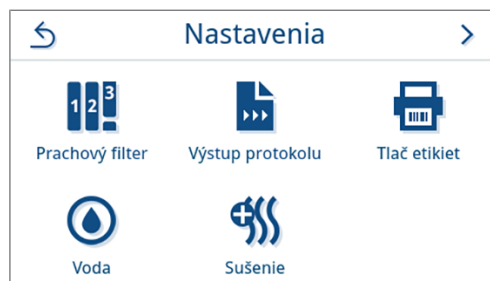 Nastavenia
1 2 3
Prachový filter
Výstup protokolu
Tlač etikiet
Voda
Sušenie